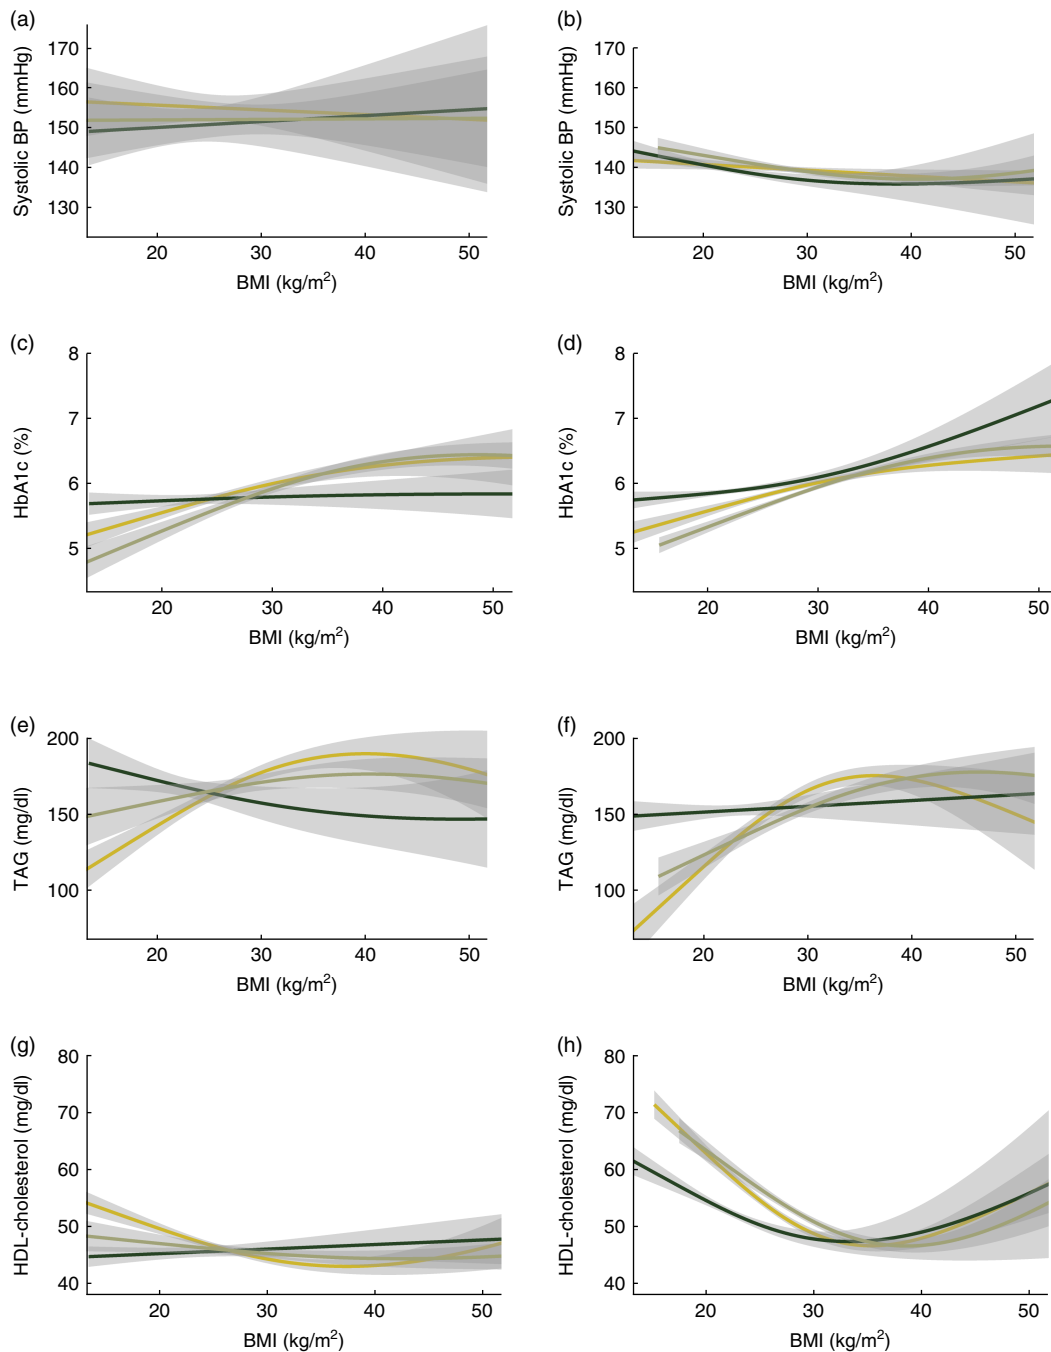 (a)
Systolic BP (mmHg)
170
160
150
140
130
20 30 40 50
BMI (kg/m²)
(b)
Systolic BP (mmHg)
170
160
150
140
130
20 30 40 50
BMI (kg/m²)
(c)
HbA1c (%)
8
7
6
5
20 30 40 50
BMI (kg/m²)
(d)
HbA1c (%)
8
7
6
5
20 30 40 50
BMI (kg/m²)
(e)
TAG (mg/dl)
200
150
100
20 30 40 50
BMI (kg/m²)
(f)
TAG (mg/dl)
200
150
100
20 30 40 50
BMI (kg/m²)
(g)
HDL-cholesterol (mg/dl)
80
70
60
50
40
20 30 40 50
BMI (kg/m²)
(h)
HDL-cholesterol (mg/dl)
80
70
60
50
40
20 30 40 50
BMI (kg/m²)